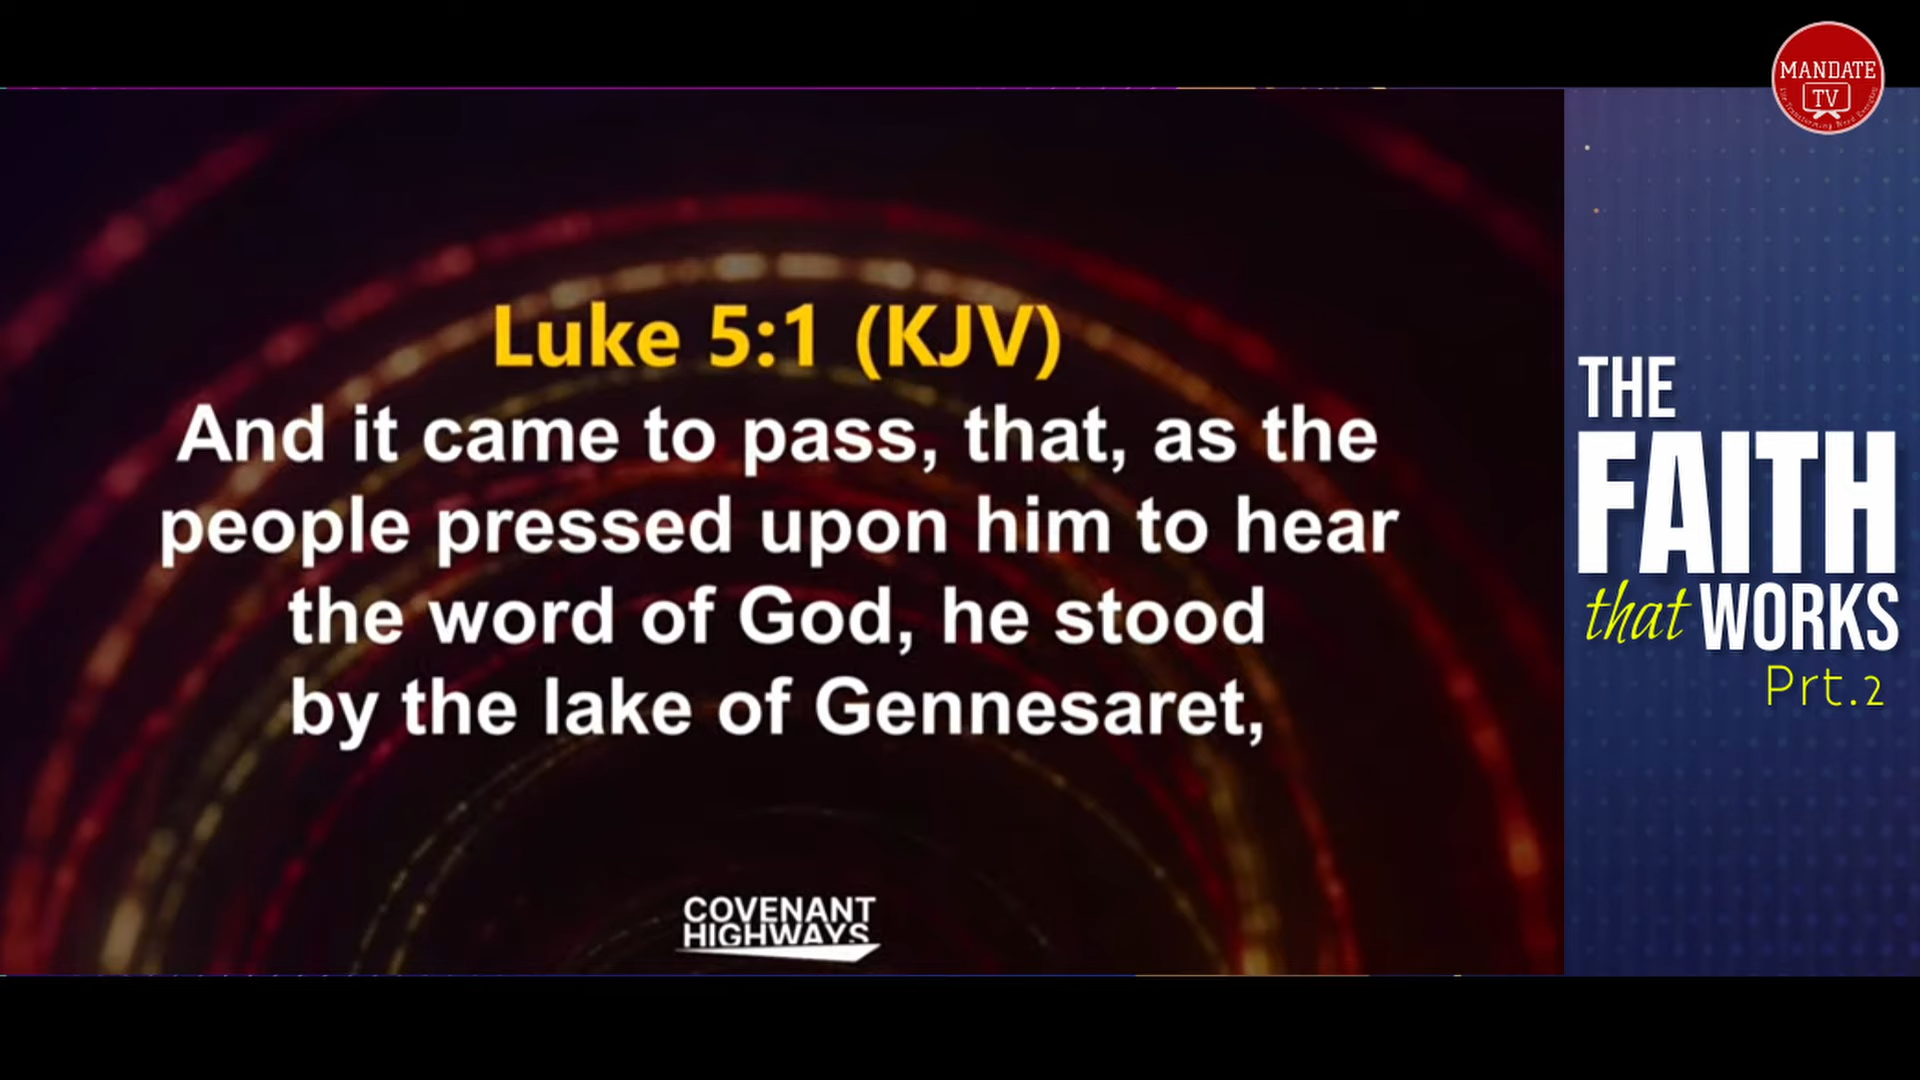 MANDATE
TV
Luke 5:1 (KJV)
And it came to pass, that, as the
people pressed upon him to hear
the word of God, he stood
by the lake of Gennesaret,
COVENANT
HIGHWAYS
THE
FAITH
that WORKS
Prt.2